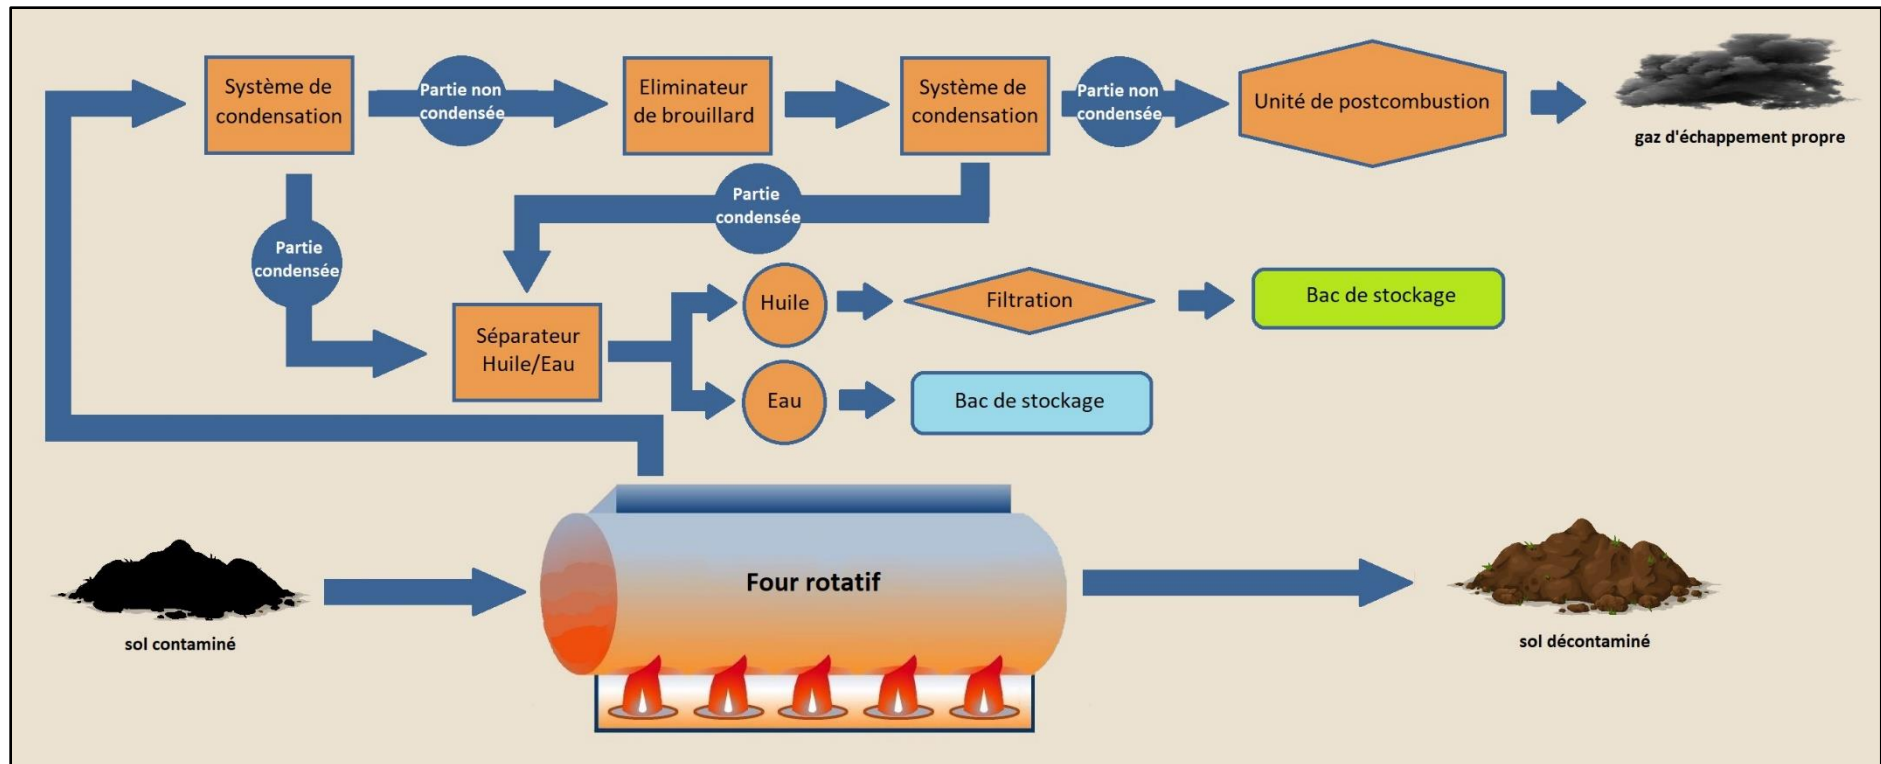 Système de
condensation
Partie non
condensée
Eliminateur
de brouillard
Système de
condensation
Partie non
condensée
Unité de postcombustion
gaz d'échappement propre
Partie
condensée
Partie
condensée
Séparateur
Huile/Eau
Huile
Filtration
Bac de stockage
Eau
Bac de stockage
Four rotatif
sol contaminé
sol décontaminé